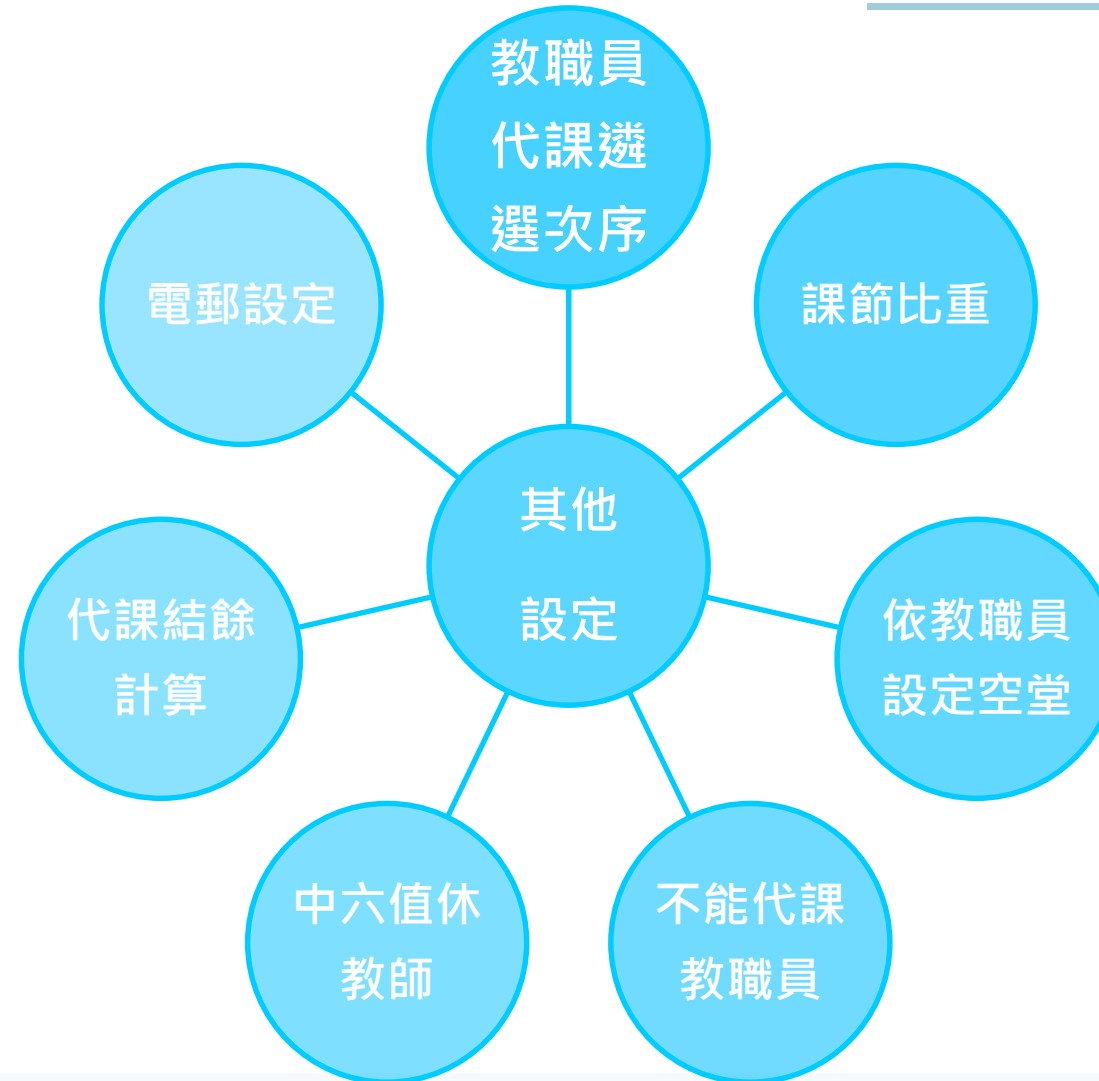 教職員
代課遴
選次序
電郵設定
課節比重
其他
設定
代課結餘
計算
依教職員
設定空堂
中六值休
教師
不能代課
教職員